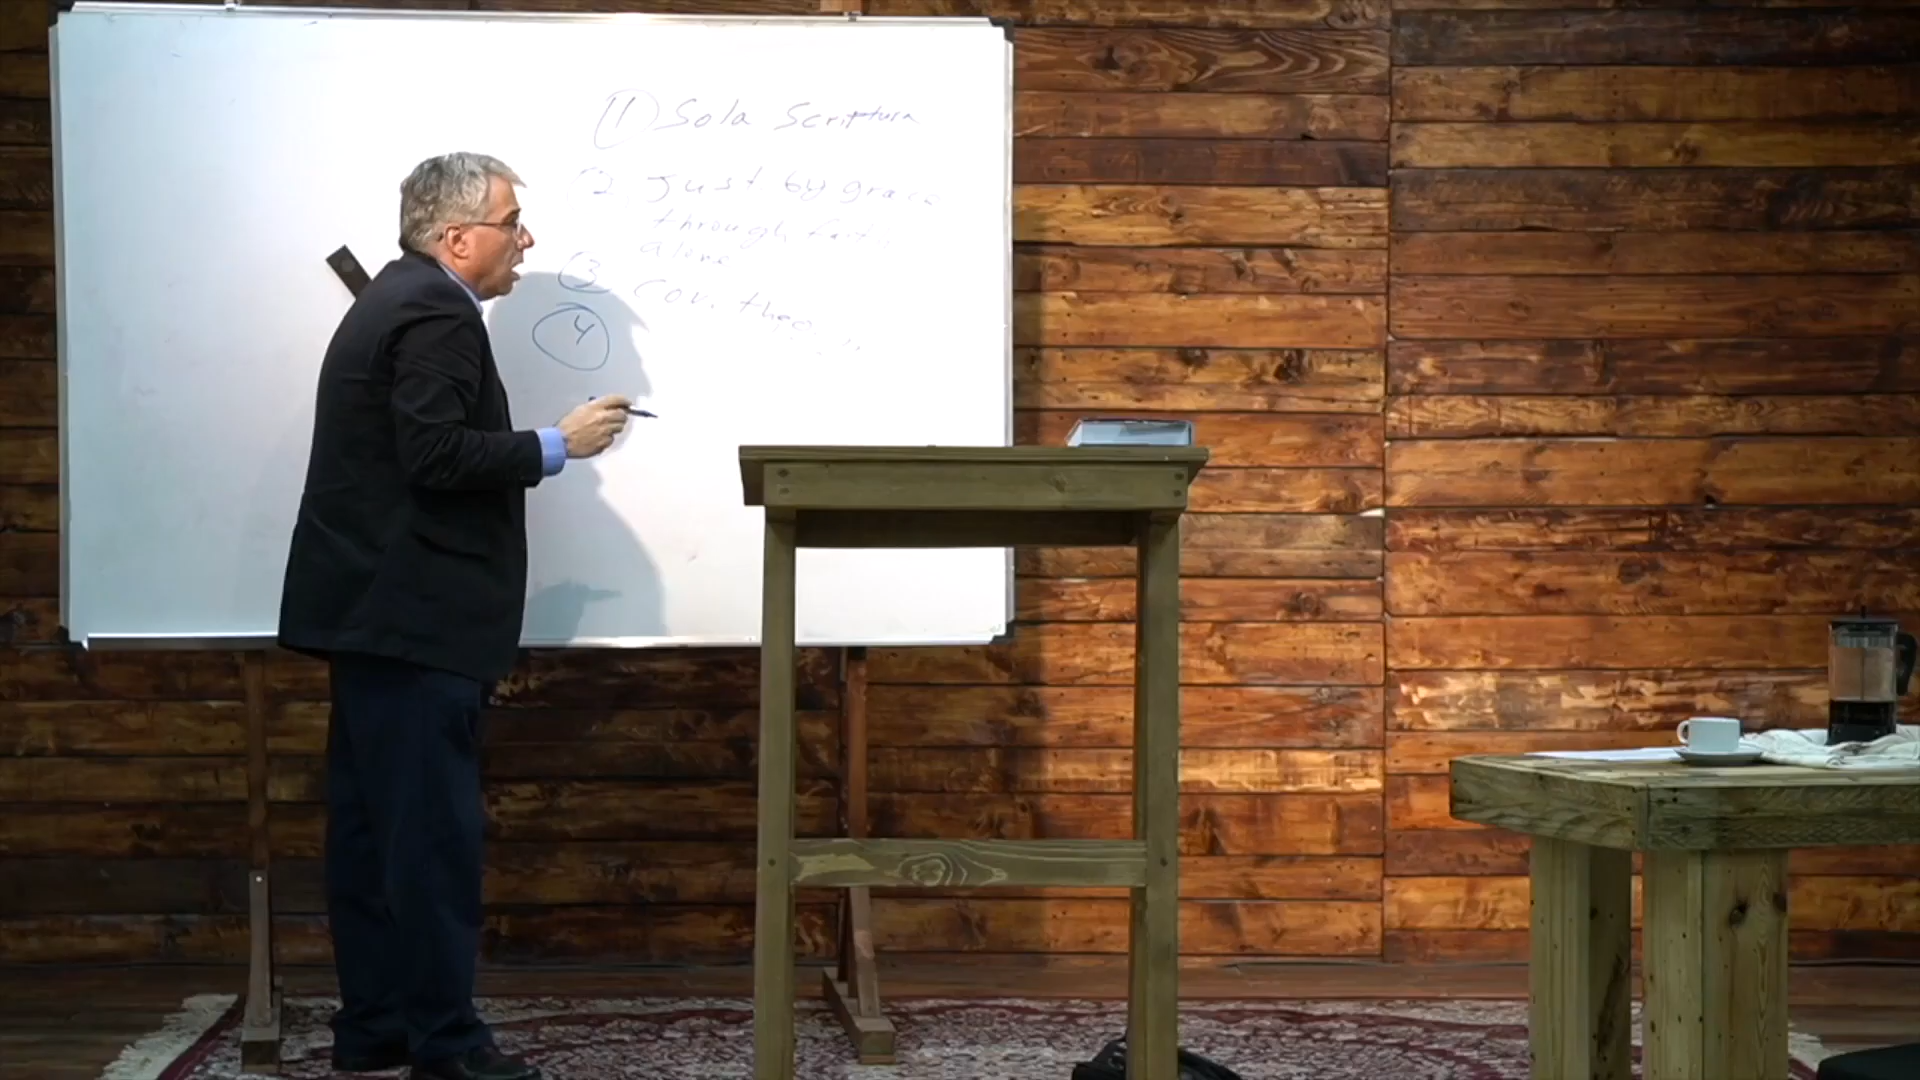 1 Sola Scriptura
2 Just. by grace
through faith
alone
3 Cov. theo
4